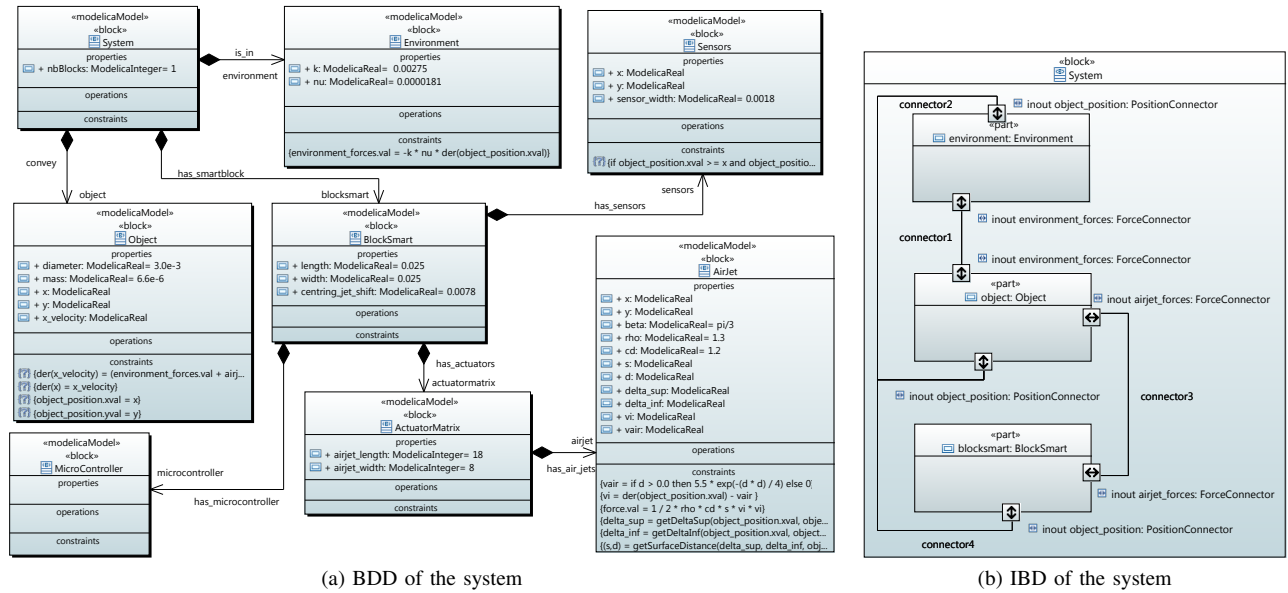 «modelicaModel»
«block»
System
properties
+ nbBlocks: ModelicaInteger= 1
operations
constraints
is_in
environment
«modelicaModel»
«block»
Environment
properties
+ k: ModelicaReal= 0.00275
+ nu: ModelicaReal= 0.0000181
operations
constraints
{environment_forces.val = -k * nu * der(object_position.xval)}
«modelicaModel»
«block»
Sensors
properties
+ x: ModelicaReal
+ y: ModelicaReal
+ sensor_width: ModelicaReal= 0.0018
operations
constraints
{if object_position.xval >= x and object_positio...
convey
object
has_smartblock
blocksmart
sensors
has_sensors
«modelicaModel»
«block»
Object
properties
+ diameter: ModelicaReal= 3.0e-3
+ mass: ModelicaReal= 6.6e-6
+ x: ModelicaReal
+ y: ModelicaReal
+ x_velocity: ModelicaReal
operations
constraints
{der(x_velocity) = (environment_forces.val + airj...
{der(x) = x_velocity}
{object_position.xval = x}
{object_position.yval = y}
«modelicaModel»
«block»
BlockSmart
properties
+ length: ModelicaReal= 0.025
+ width: ModelicaReal= 0.025
+ centring_jet_shift: ModelicaReal= 0.0078
operations
constraints
has_actuators
actuatormatrix
«modelicaModel»
«block»
AirJet
properties
+ x: ModelicaReal
+ y: ModelicaReal
+ beta: ModelicaReal= pi/3
+ rho: ModelicaReal= 1.3
+ cd: ModelicaReal= 1.2
+ s: ModelicaReal
+ d: ModelicaReal
+ delta_sup: ModelicaReal
+ delta_inf: ModelicaReal
+ vi: ModelicaReal
+ vair: ModelicaReal
operations
constraints
{vair = if d > 0.0 then 5.5 * exp(-(d * d) / 4) else 0}
{vi = der(object_position.xval) - vair }
{force.val = 1 / 2 * rho * cd * s * vi * vi}
{delta_sup = getDeltaSup(object_position.xval, obje...
{delta_inf = getDeltaInf(object_position.xval, object...
{(s,d) = getSurfaceDistance(delta_sup, delta_inf, obj...
«modelicaModel»
«block»
ActuatorMatrix
properties
+ airjet_length: ModelicaInteger= 18
+ airjet_width: ModelicaInteger= 8
operations
constraints
airjet
has_air_jets
«modelicaModel»
«block»
MicroController
properties
operations
constraints
microcontroller
has_microcontroller
(a) BDD of the system
«block»
System
connector2
inout object_position: PositionConnector
«part»
environment: Environment
inout environment_forces: ForceConnector
connector1
inout environment_forces: ForceConnector
«part»
object: Object
inout airjet_forces: ForceConnector
inout object_position: PositionConnector
connector3
«part»
blocksmart: BlockSmart
inout airjet_forces: ForceConnector
inout object_position: PositionConnector
connector4
(b) IBD of the system